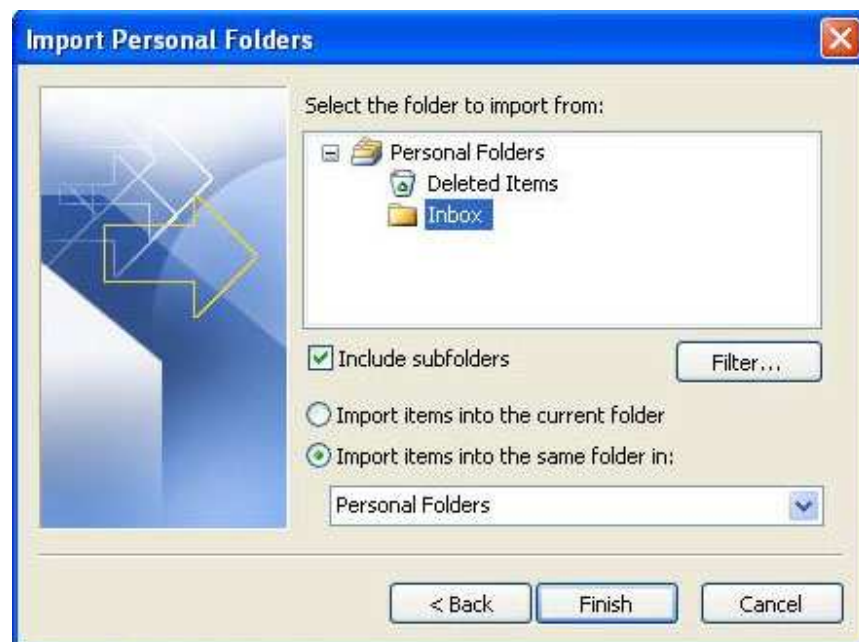 Import Personal Folders
Select the folder to import from:
Personal Folders
Deleted Items
Inbox
Include subfolders
Filter...
Import items into the current folder
Import items into the same folder in:
Personal Folders
< Back
Finish
Cancel